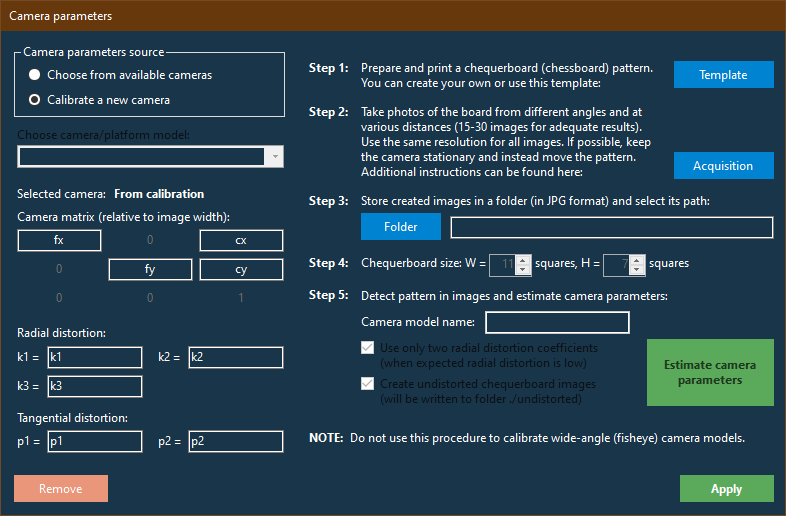 Camera parameters
Camera parameters source
Choose from available cameras
Calibrate a new camera
Choose camera/platform model:
Selected camera: From calibration
Camera matrix (relative to image width):
fx 0 cx
0 fy cy
0 0 1
Radial distortion:
k1 = k1 k2 = k2
k3 = k3
Tangential distortion:
p1 = p1 p2 = p2
Remove
Step 1: Prepare and print a chequerboard (chessboard) pattern.
You can create your own or use this template:
Template
Step 2: Take photos of the board from different angles and at
various distances (15-30 images for adequate results).
Use the same resolution for all images. If possible, keep
the camera stationary and instead move the pattern.
Additional instructions can be found here:
Acquisition
Step 3: Store created images in a folder (in JPG format) and select its path:
Folder
Step 4: Chequerboard size: W = 11 squares, H = 7 squares
Step 5: Detect pattern in images and estimate camera parameters:
Camera model name:
Use only two radial distortion coefficients
(when expected radial distortion is low)
Create undistorted chequerboard images
(will be written to folder ./undistorted)
Estimate camera
parameters
NOTE: Do not use this procedure to calibrate wide-angle (fisheye) camera models.
Apply